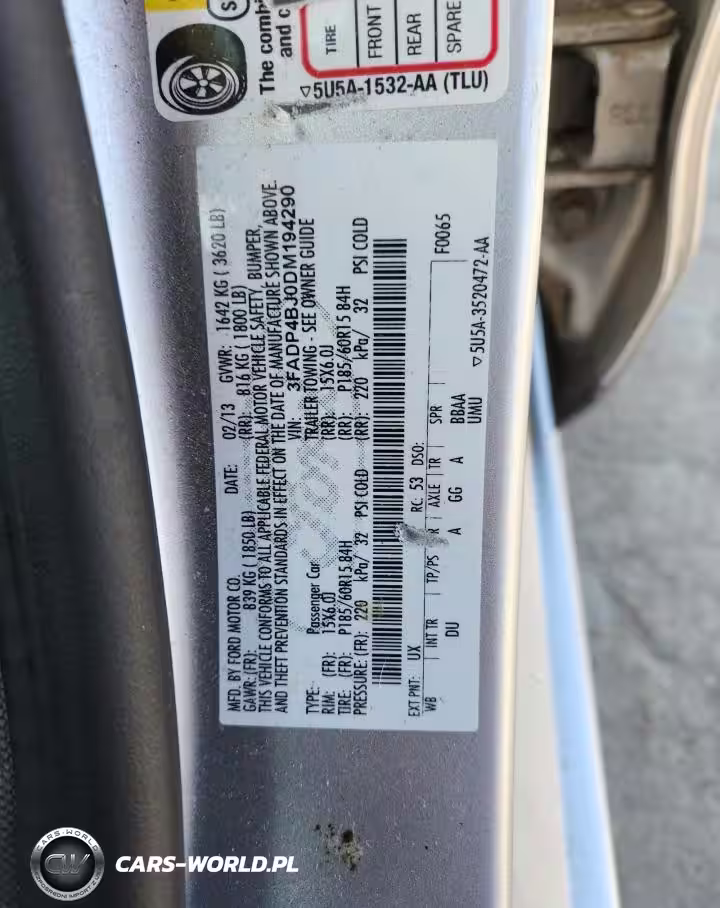 The combi
and c
TIRE
FRONT
REAR
SPARE
▽5U5A-1532-AA (TLU)
MFD. BY FORD MOTOR CO.
DATE: 02/13 GVWR: 1642 KG ( 3620 LB)
GAWR: (FR): 839 KG (1850 LB) (RR): 816 KG ( 1800 LB)
THIS VEHICLE CONFORMS TO ALL APPLICABLE FEDERAL MOTOR VEHICLE SAFETY, BUMPER,
AND THEFT PREVENTION STANDARDS IN EFFECT ON THE DATE OF MANUFACTURE SHOWN ABOVE.
VIN: 3FADP4BJ0DM194290
TYPE: Passenger Car TRAILER TOWING - SEE OWNER GUIDE
RIM: (FR): 15X6.0J (RR): 15X6.0J
TIRE: (FR): P185/60R15 84H (RR): P185/60R15 84H
PRESSURE (FR): 220 kPa/ 32 PSI COLD (RR): 220 kPa/ 32 PSI COLD
EXT PNT: UX RC: 53 DSO: F0065
WB INT TR TP/PS R AXLE TR SPR
DU A GG A BBAA
UMU
▽5U5A-3520472-AA
CARS-WORLD
CW
CARS-WORLD.PL